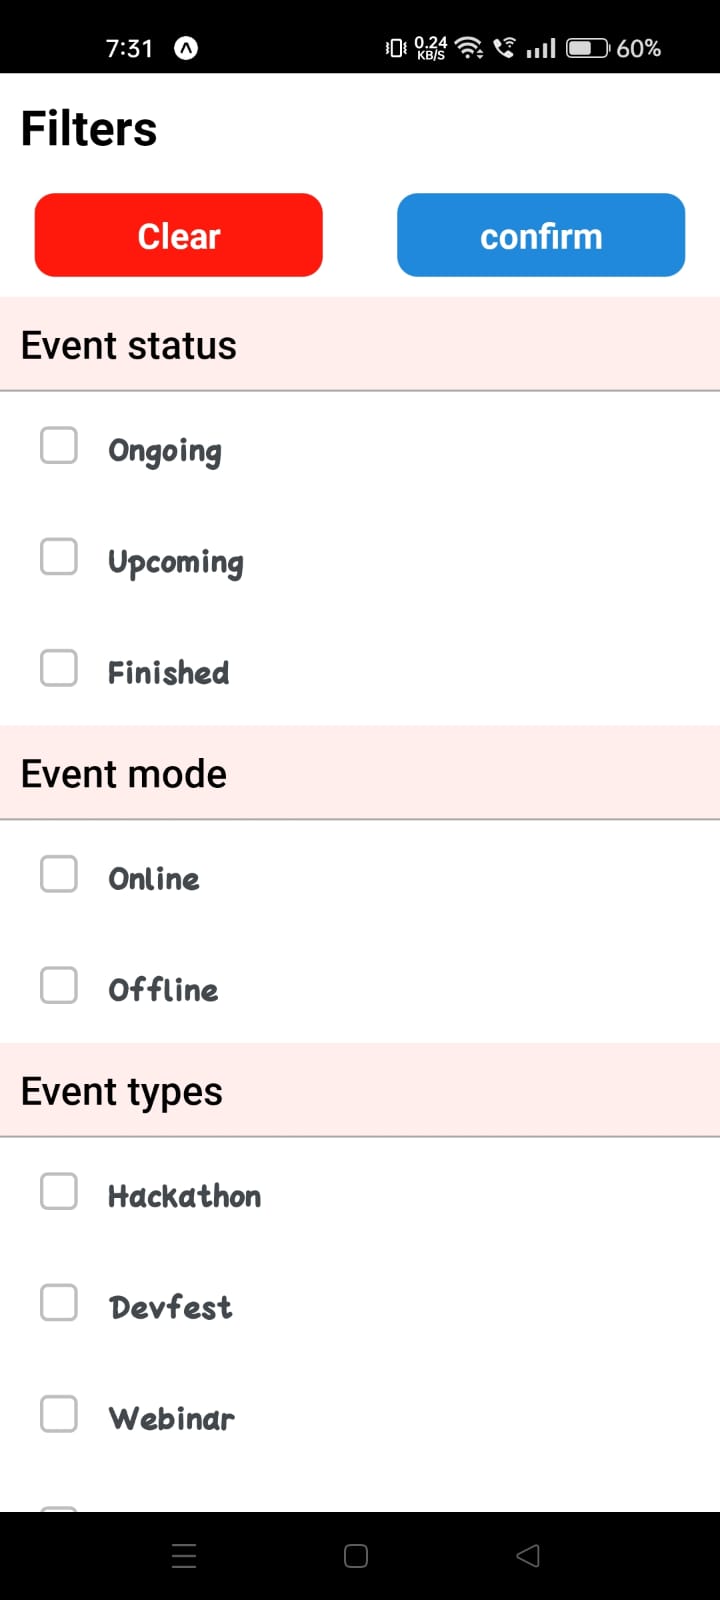 7:31 0.24 KB/S 60%
Filters
Clear confirm
Event status
Ongoing
Upcoming
Finished
Event mode
Online
Offline
Event types
Hackathon
Devfest
Webinar